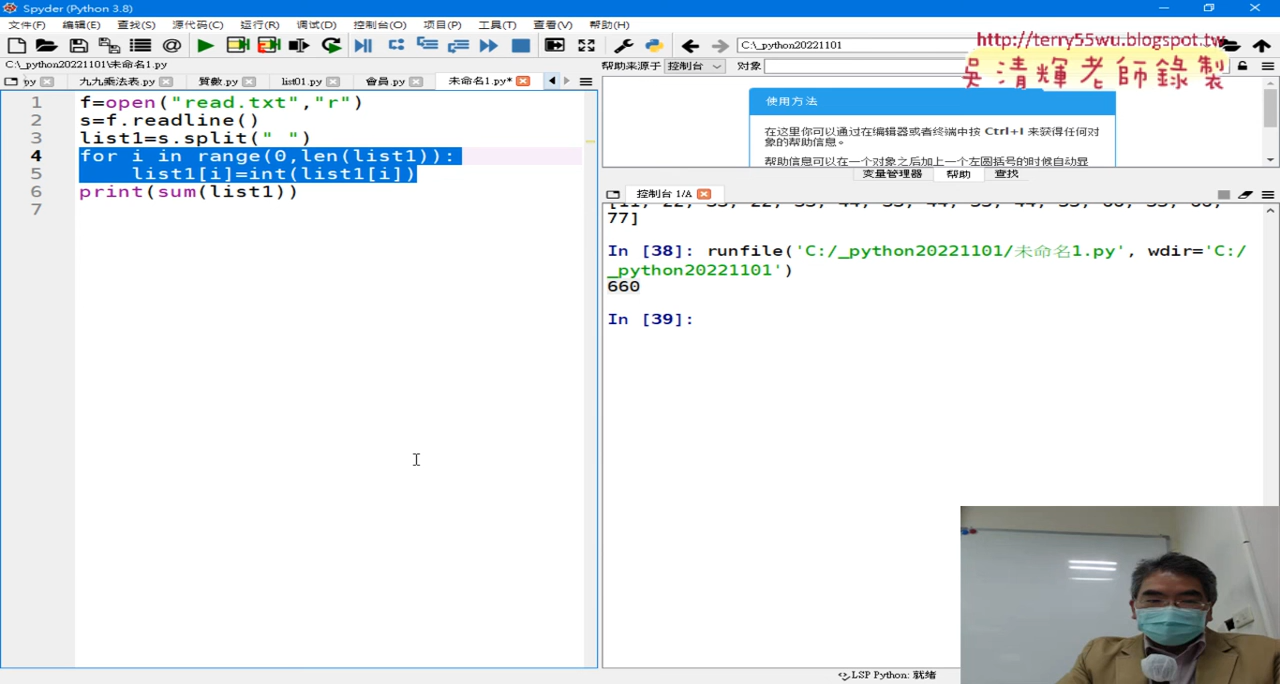 Spyder (Python 3.8)
文件(F) 编辑(E) 查找(S) 源代码(C) 运行(R) 调试(D) 控制台(O) 项目(P) 工具(T) 查看(V) 帮助(H)
C:\_python20221101
http://terry55wu.blogspot.tw
吳清輝老師錄製
C:\_python20221101\未命名1.py
帮助来源于 控制台 对象
py 九九乘法表.py 質數.py list01.py 會員.py 未命名1.py*
1 f=open("read.txt","r")
2 s=f.readline()
3 list1=s.split(" ")
4 for i in range(0,len(list1)):
5 list1[i]=int(list1[i])
6 print(sum(list1))
7
使用方法
在这里你可以通过在编辑器或者终端中按 Ctrl+I 来获得任何对
象的帮助信息。
帮助信息可以在一个对象之后加上一个左圆括号的时候自动显
变量管理器 帮助 查找
控制台 1/A
77]
In [38]: runfile('C:/_python20221101/未命名1.py', wdir='C:/
_python20221101')
660
In [39]:
LSP Python: 就绪